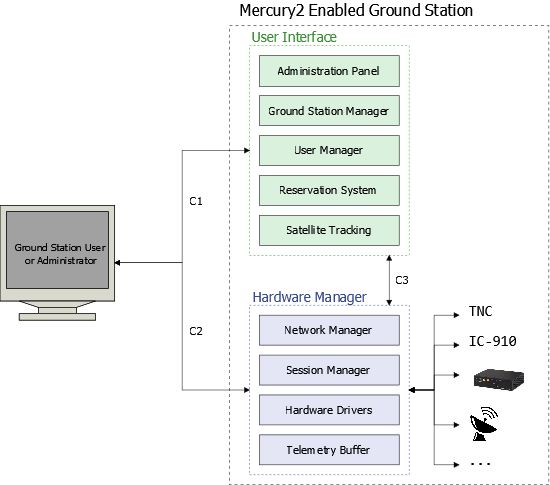 Mercury2 Enabled Ground Station
User Interface
Administration Panel
Ground Station Manager
User Manager
Reservation System
Satellite Tracking
C1
Ground Station User
or Administrator
C2
C3
Hardware Manager
Network Manager
Session Manager
Hardware Drivers
Telemetry Buffer
TNC
IC-910
...